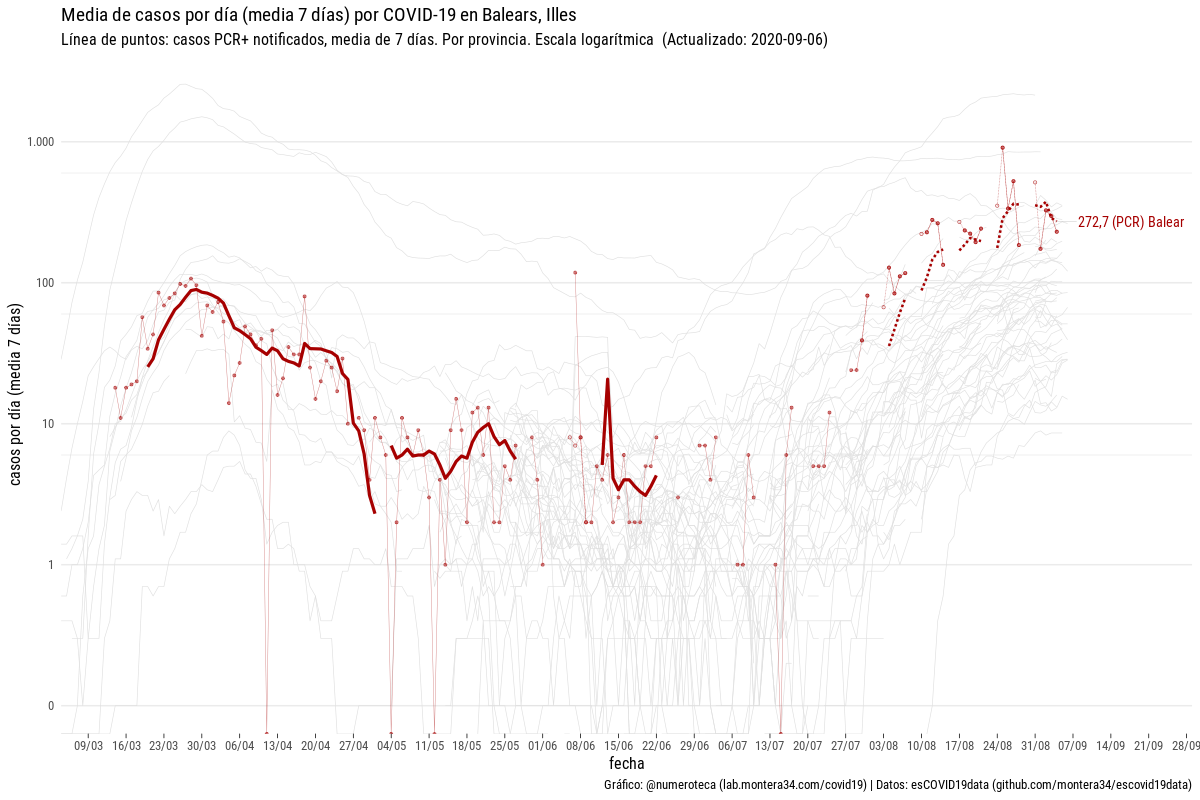 Media de casos por día (media 7 días) por COVID-19 en Balears, Illes
Línea de puntos: casos PCR+ notificados, media de 7 días. Por provincia. Escala logarítmica  (Actualizado: 2020-09-06)
casos por día (media 7 días)
1.000
100
10
1
0
272,7 (PCR) Balear
09/03 16/03 23/03 30/03 06/04 13/04 20/04 27/04 04/05 11/05 18/05 25/05 01/06 08/06 15/06 22/06 29/06 06/07 13/07 20/07 27/07 03/08 10/08 17/08 24/08 31/08 07/09 14/09 21/09 28/09
fecha
Gráfico: @numeroteca (lab.montera34.com/covid19) | Datos: esCOVID19data (github.com/montera34/escovid19data)